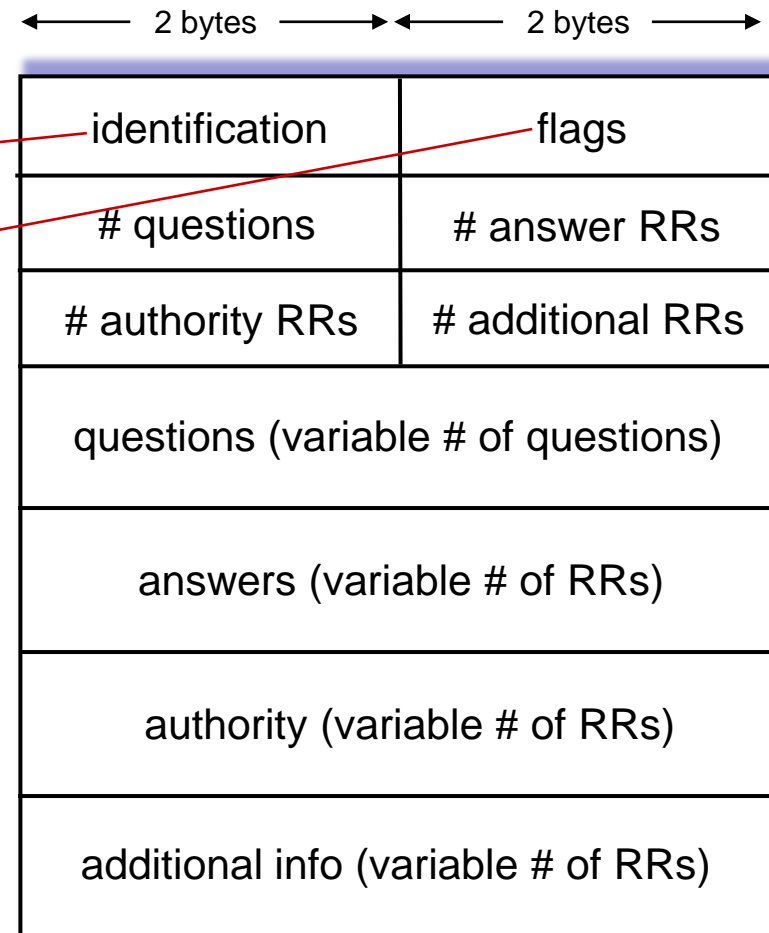 2 bytes 2 bytes
identification flags
# questions # answer RRs
# authority RRs # additional RRs
questions (variable # of questions)
answers (variable # of RRs)
authority (variable # of RRs)
additional info (variable # of RRs)